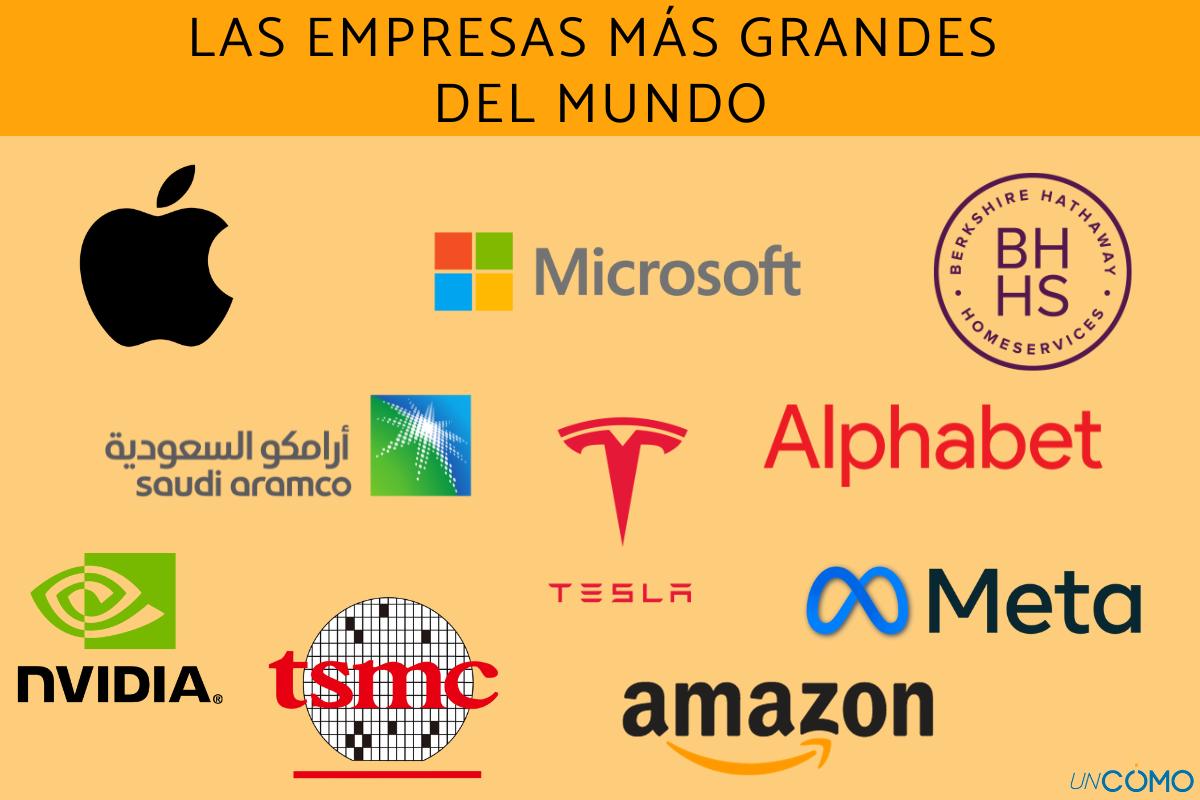 LAS EMPRESAS MÁS GRANDES
DEL MUNDO
Microsoft
BERKSHIRE HATHAWAY
BH
HS
HOMESERVICES
أرامكو السعودية
saudi aramco
TESLA
Alphabet
NVIDIA®
tsmc
Meta
amazon
UNCOMO